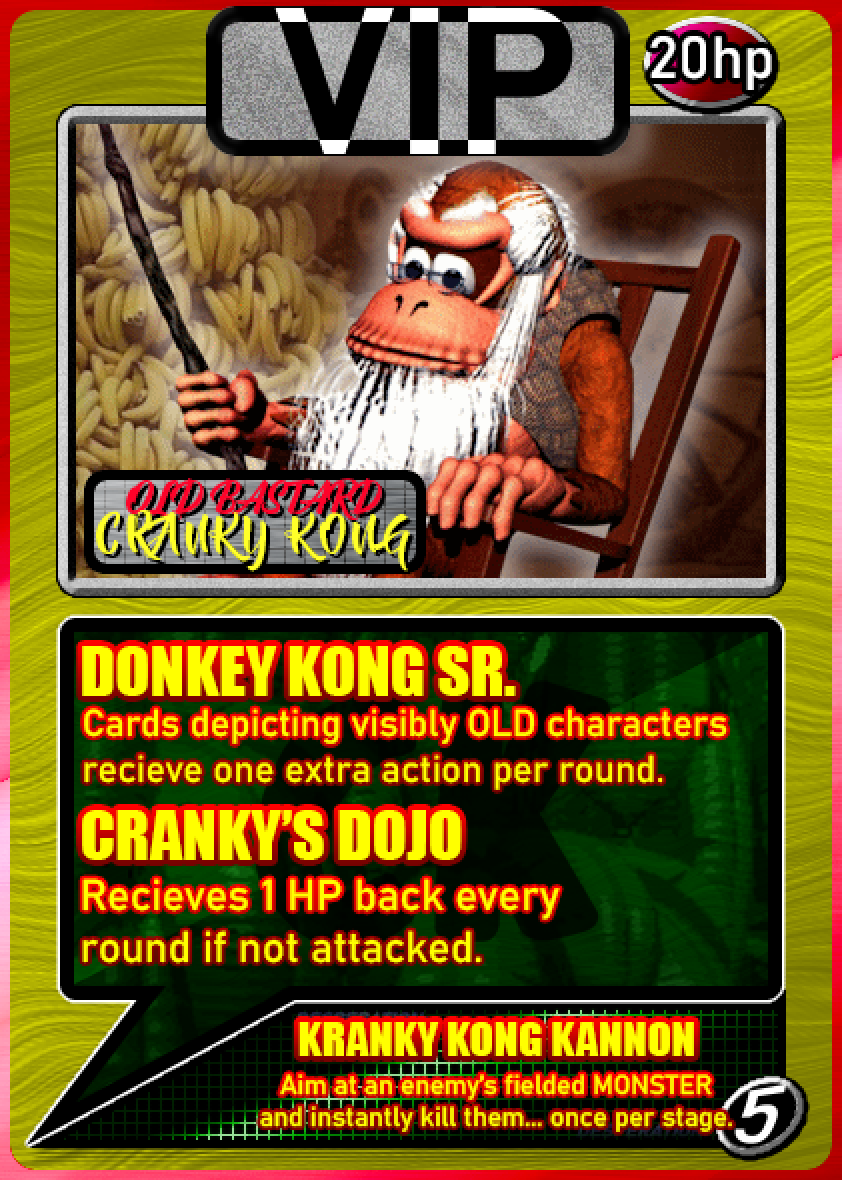 VIP
20hp
OLD BASTARD
CRANKY KONG
DONKEY KONG SR.
Cards depicting visibly OLD characters
recieve one extra action per round.
CRANKY'S DOJO
Recieves 1 HP back every
round if not attacked.
KRANKY KONG KANNON
Aim at an enemy's fielded MONSTER
and instantly kill them... once per stage.
5